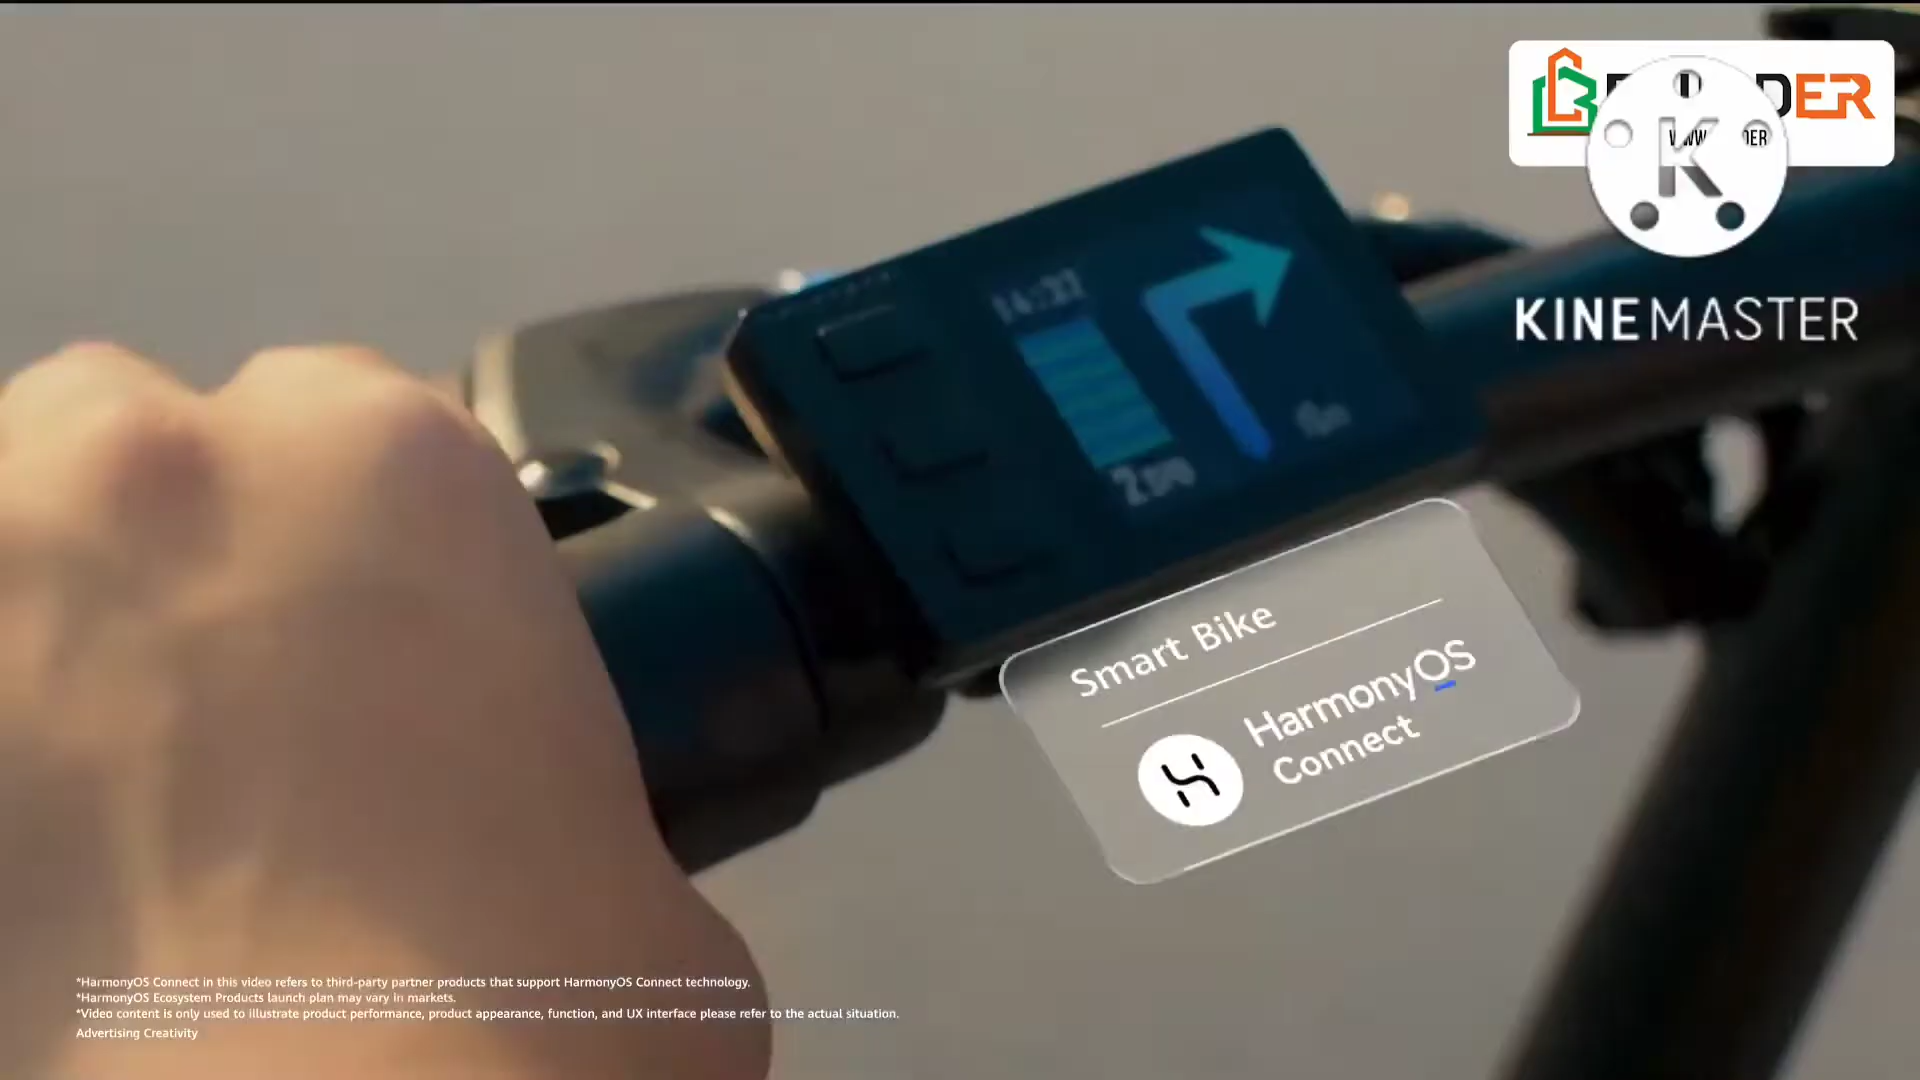 KINEMASTER
Smart Bike
HarmonyOS
Connect
*HarmonyOS Connect in this video refers to third-party partner products that support HarmonyOS Connect technology.
*HarmonyOS Ecosystem Products launch plan may vary in markets.
*Video content is only used to illustrate product performance, product appearance, function, and UX interface please refer to the actual situation.
Advertising Creativity